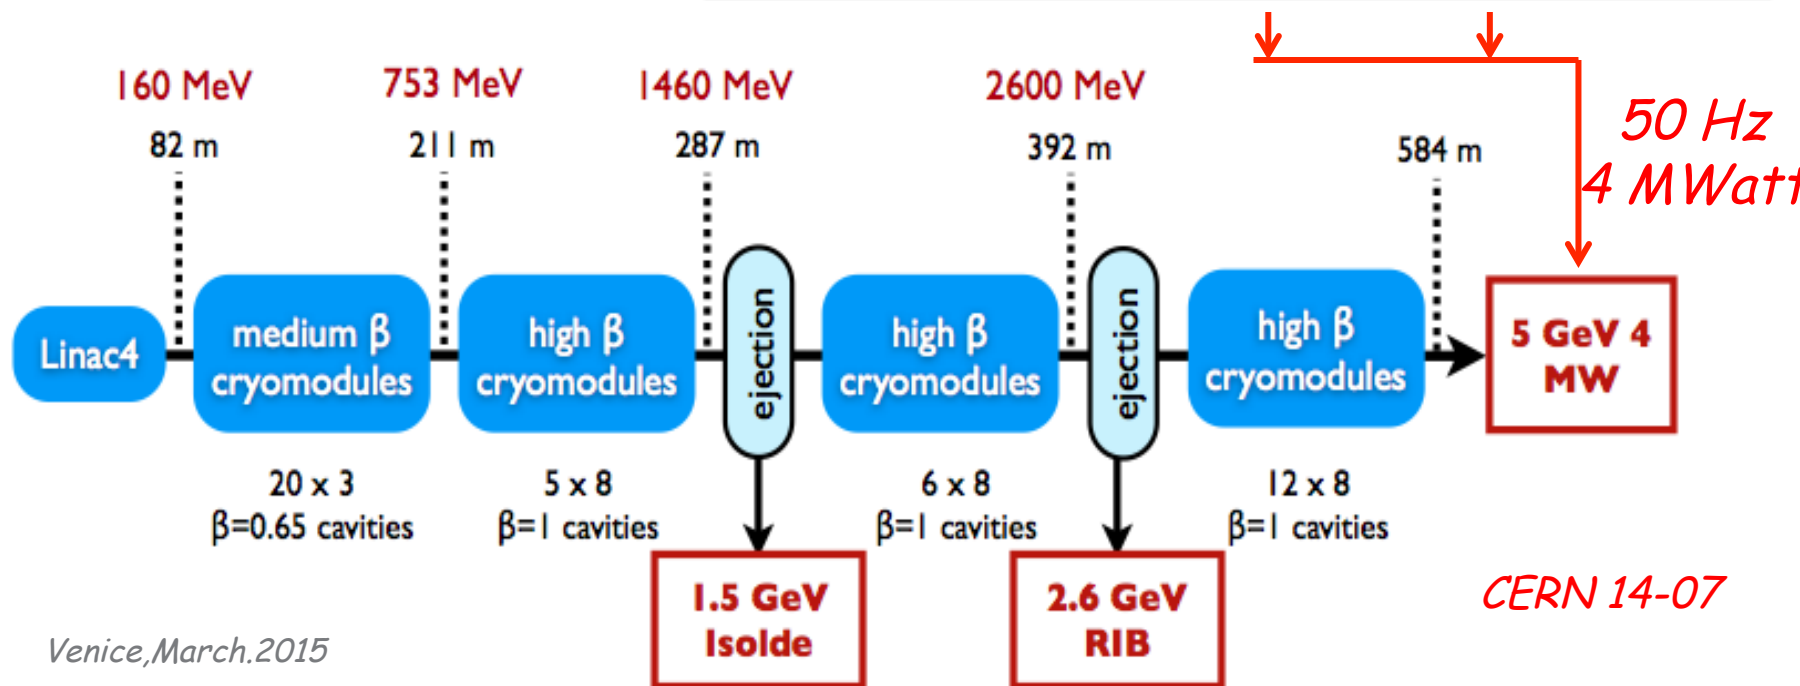 160 MeV
753 MeV
1460 MeV
2600 MeV
82 m
211 m
287 m
392 m
584 m
50 Hz
4 MWatt
Linac4
medium β
cryomodules
high β
cryomodules
ejection
high β
cryomodules
ejection
high β
cryomodules
5 GeV 4
MW
20 x 3
β=0.65 cavities
5 x 8
β=1 cavities
6 x 8
β=1 cavities
12 x 8
β=1 cavities
1.5 GeV
Isolde
2.6 GeV
RIB
CERN 14-07
Venice,March.2015